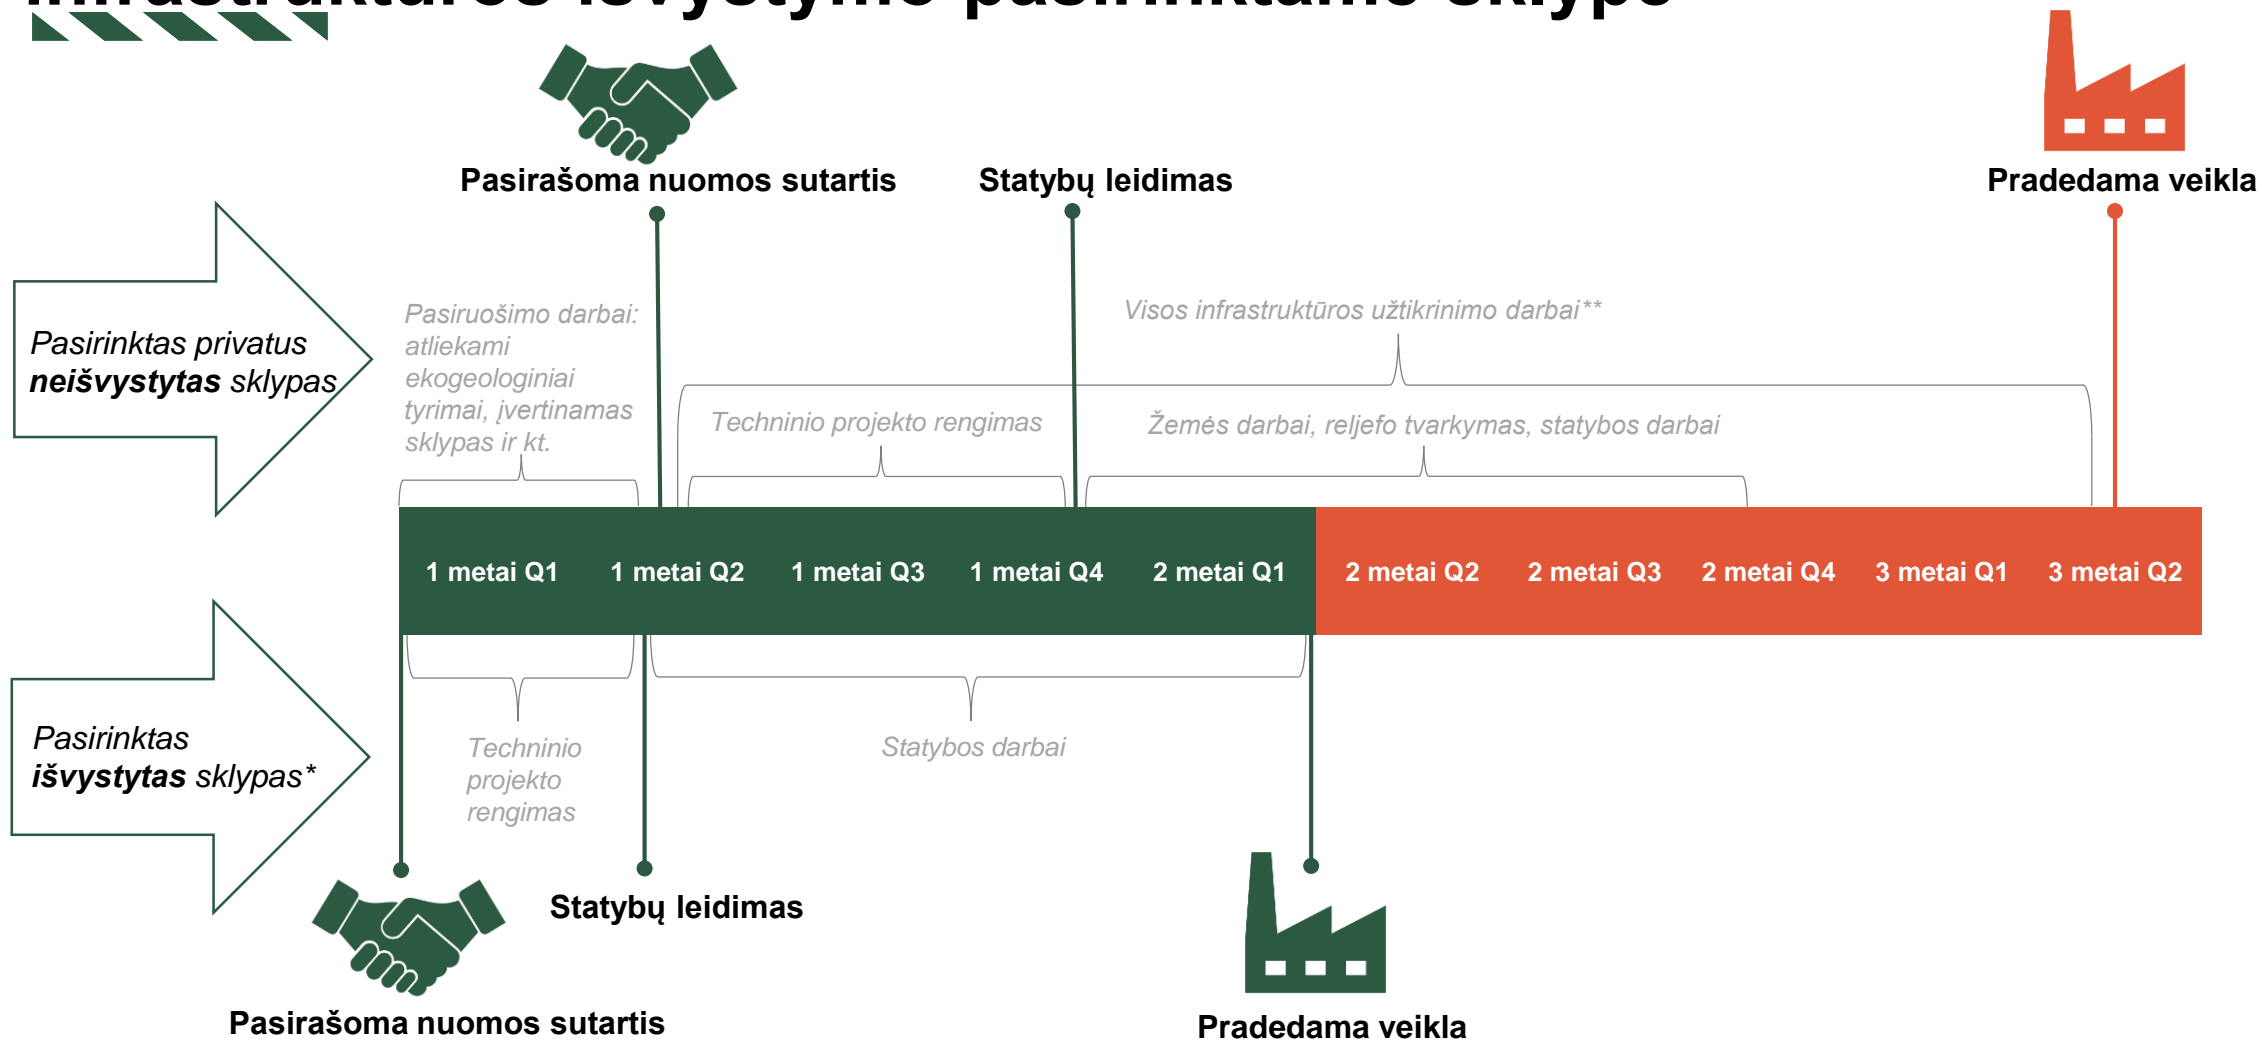 infrastruktūros išvystymo pasirinktame sklype
Pasirašoma nuomos sutartis
Statybų leidimas
Pradedama veikla
Pasirinktas privatus
neišvystytas sklypas
Pasiruošimo darbai:
atliekami
ekogeologiniai
tyrimai, įvertinamas
sklypas ir kt.
Visos infrastruktūros užtikrinimo darbai**
Techninio projekto rengimas
Žemės darbai, reljefo tvarkymas, statybos darbai
1 metai Q1
1 metai Q2
1 metai Q3
1 metai Q4
2 metai Q1
2 metai Q2
2 metai Q3
2 metai Q4
3 metai Q1
3 metai Q2
Pasirinktas
išvystytas sklypas*
Techninio
projekto
rengimas
Statybos darbai
Statybų leidimas
Pasirašoma nuomos sutartis
Pradedama veikla